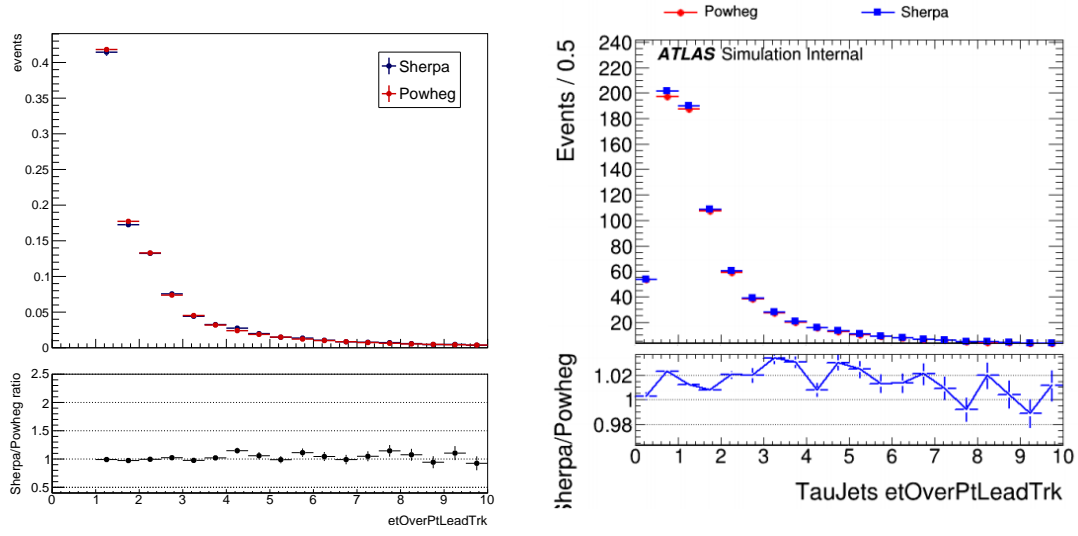 events
0.4
0.35
0.3
0.25
0.2
0.15
0.1
0.05
0
Sherpa
Powheg
Sherpa/Powheg ratio
2.5
2
1.5
1
0.5
0 1 2 3 4 5 6 7 8 9 10
etOverPtLeadTrk
Powheg Sherpa
ATLAS Simulation Internal
Events / 0.5
240
220
200
180
160
140
120
100
80
60
40
20
Sherpa/Powheg
1.02
1
0.98
0 1 2 3 4 5 6 7 8 9 10
TauJets etOverPtLeadTrk